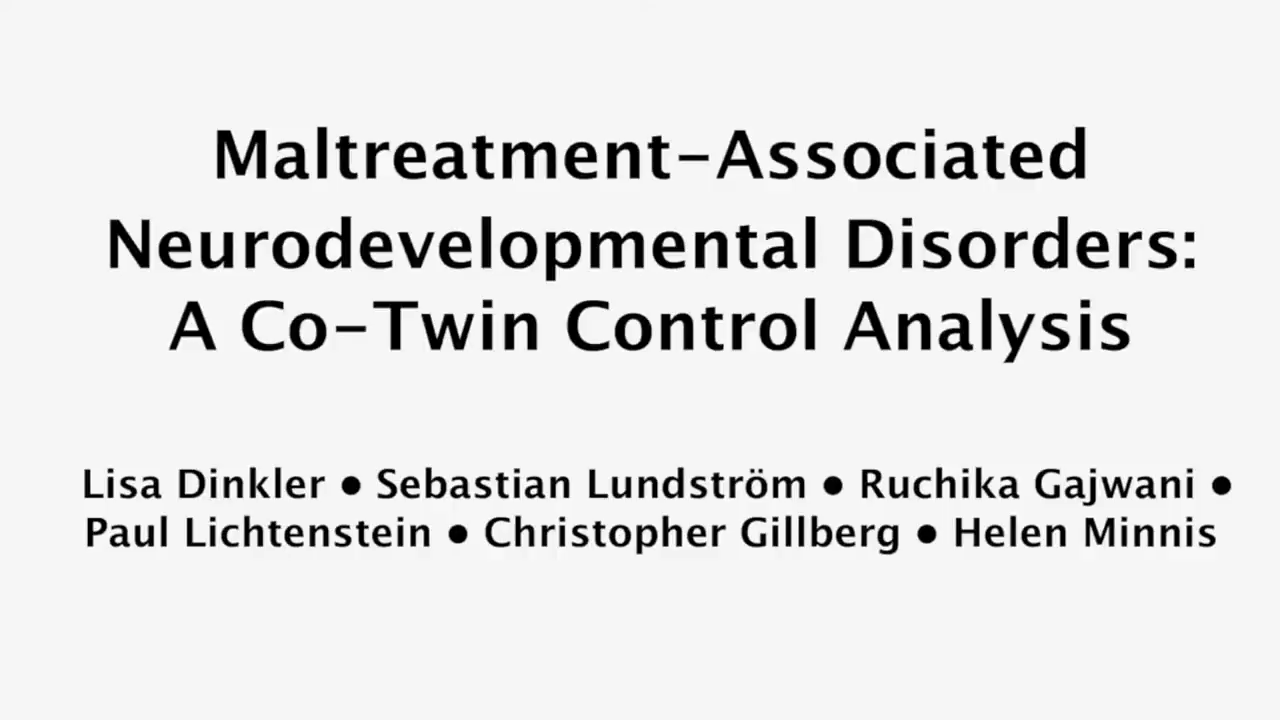 Maltreatment-Associated
Neurodevelopmental Disorders:
A Co-Twin Control Analysis
Lisa Dinkler ● Sebastian Lundström ● Ruchika Gajwani ●
Paul Lichtenstein ● Christopher Gillberg ● Helen Minnis